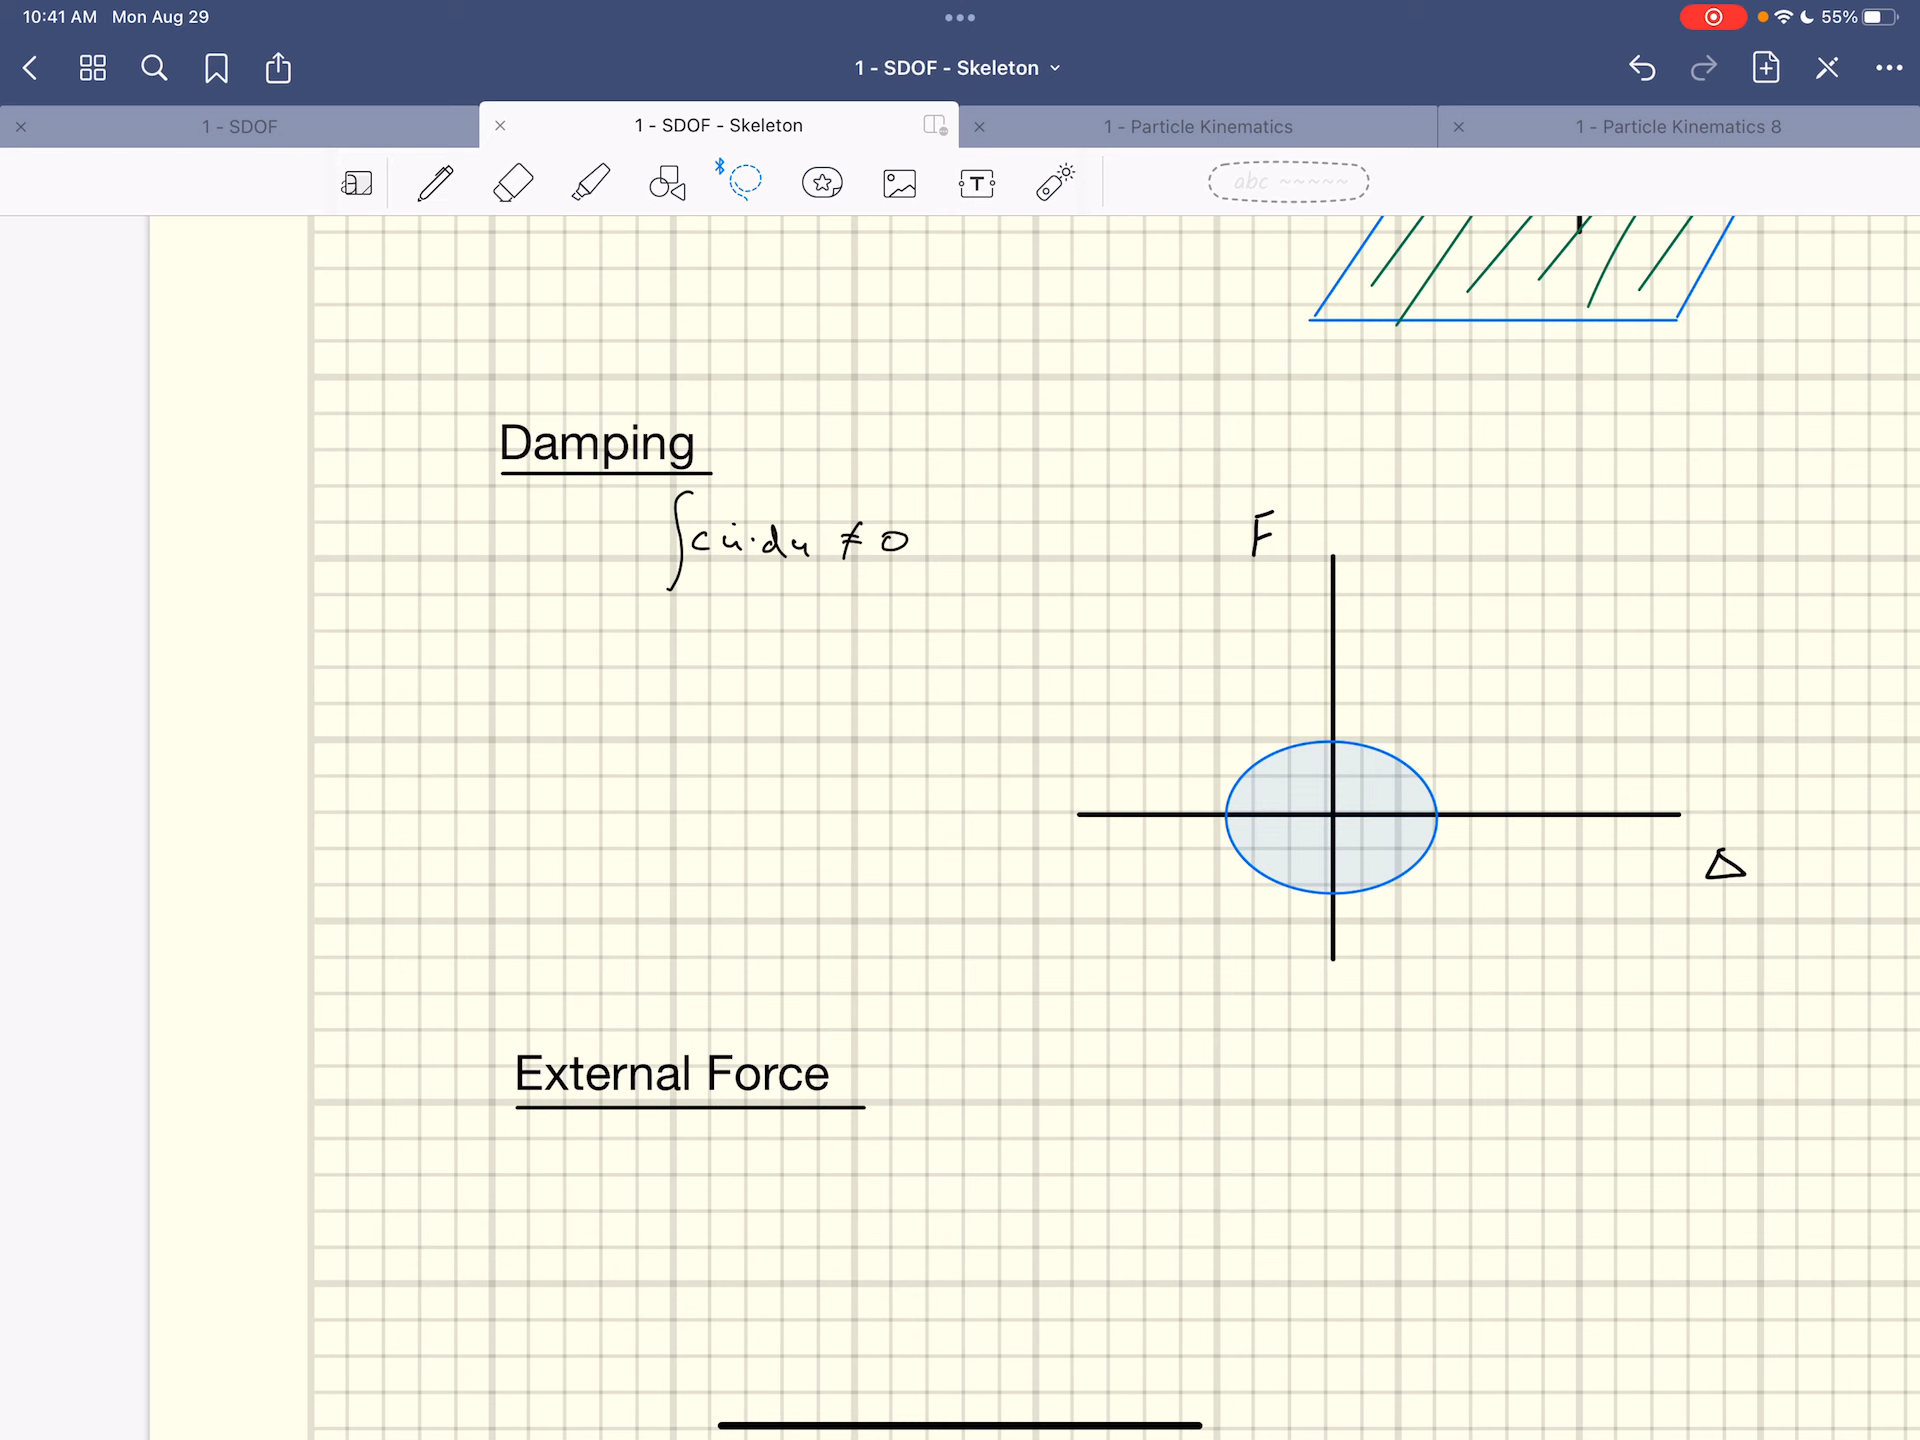 10:41 AM Mon Aug 29
55%
1 - SDOF - Skeleton
1 - SDOF
1 - SDOF - Skeleton
1 - Particle Kinematics
1 - Particle Kinematics 8
abc ~~~~~
T
Damping
∫cu̇·du ≠ 0
F
Δ
External Force